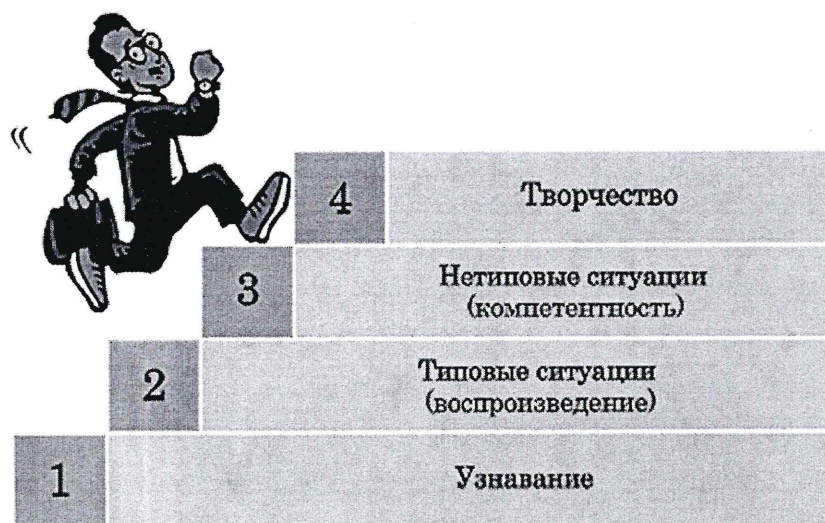 4 Творчество
3 Нетиповые ситуации
(компетентность)
2 Типовые ситуации
(воспроизведение)
1 Узнавание